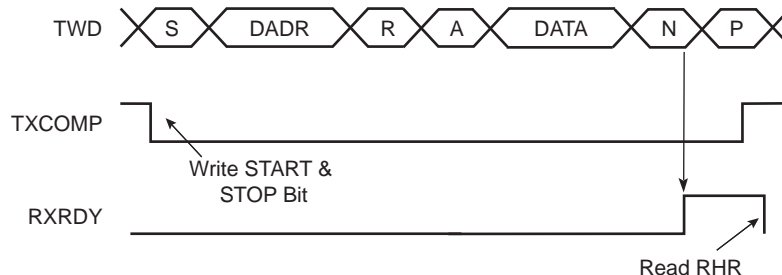 TWD S DADR R A DATA N P
TXCOMP
Write START &
STOP Bit
RXRDY
Read RHR